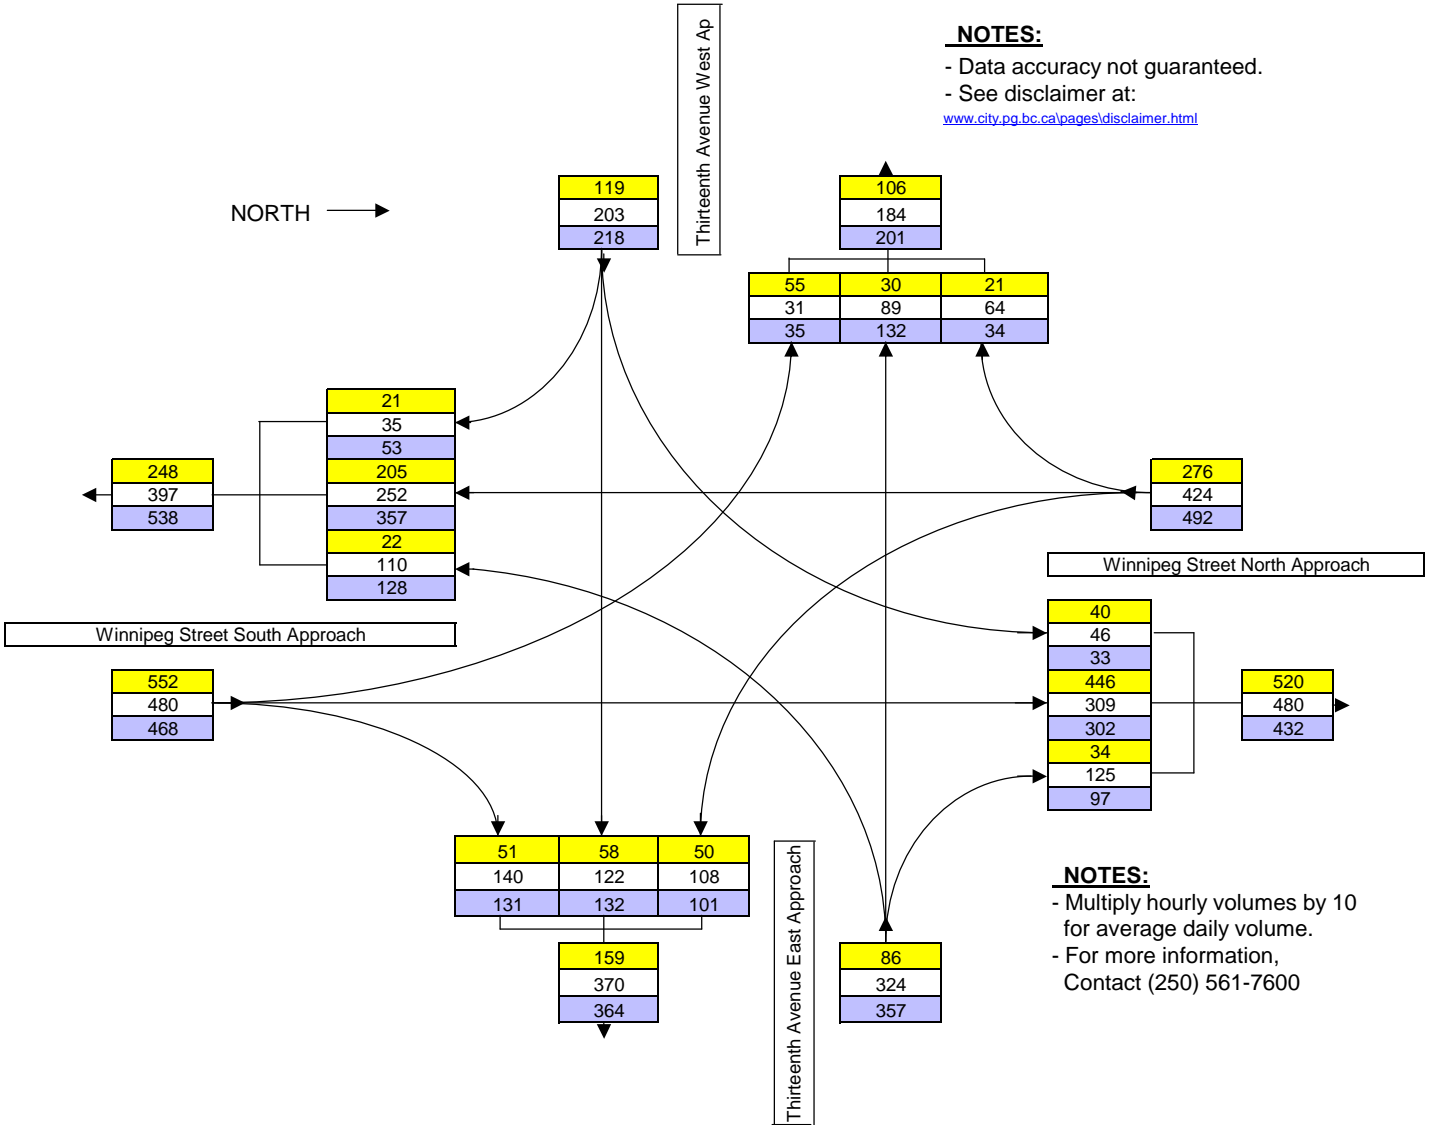 Thirteenth Avenue West Ap
NOTES:
- Data accuracy not guaranteed.
- See disclaimer at:
www.city.pg.bc.ca\pages\disclaimer.html
NORTH
119
203
218
106
184
201
55 30 21
31 89 64
35 132 34
21
35
53
205
252
357
22
110
128
248
397
538
276
424
492
Winnipeg Street North Approach
Winnipeg Street South Approach
40
46
33
446
309
302
34
125
97
520
480
432
552
480
468
51 58 50
140 122 108
131 132 101
159
370
364
Thirteenth Avenue East Approach
86
324
357
NOTES:
- Multiply hourly volumes by 10
for average daily volume.
- For more information,
Contact (250) 561-7600